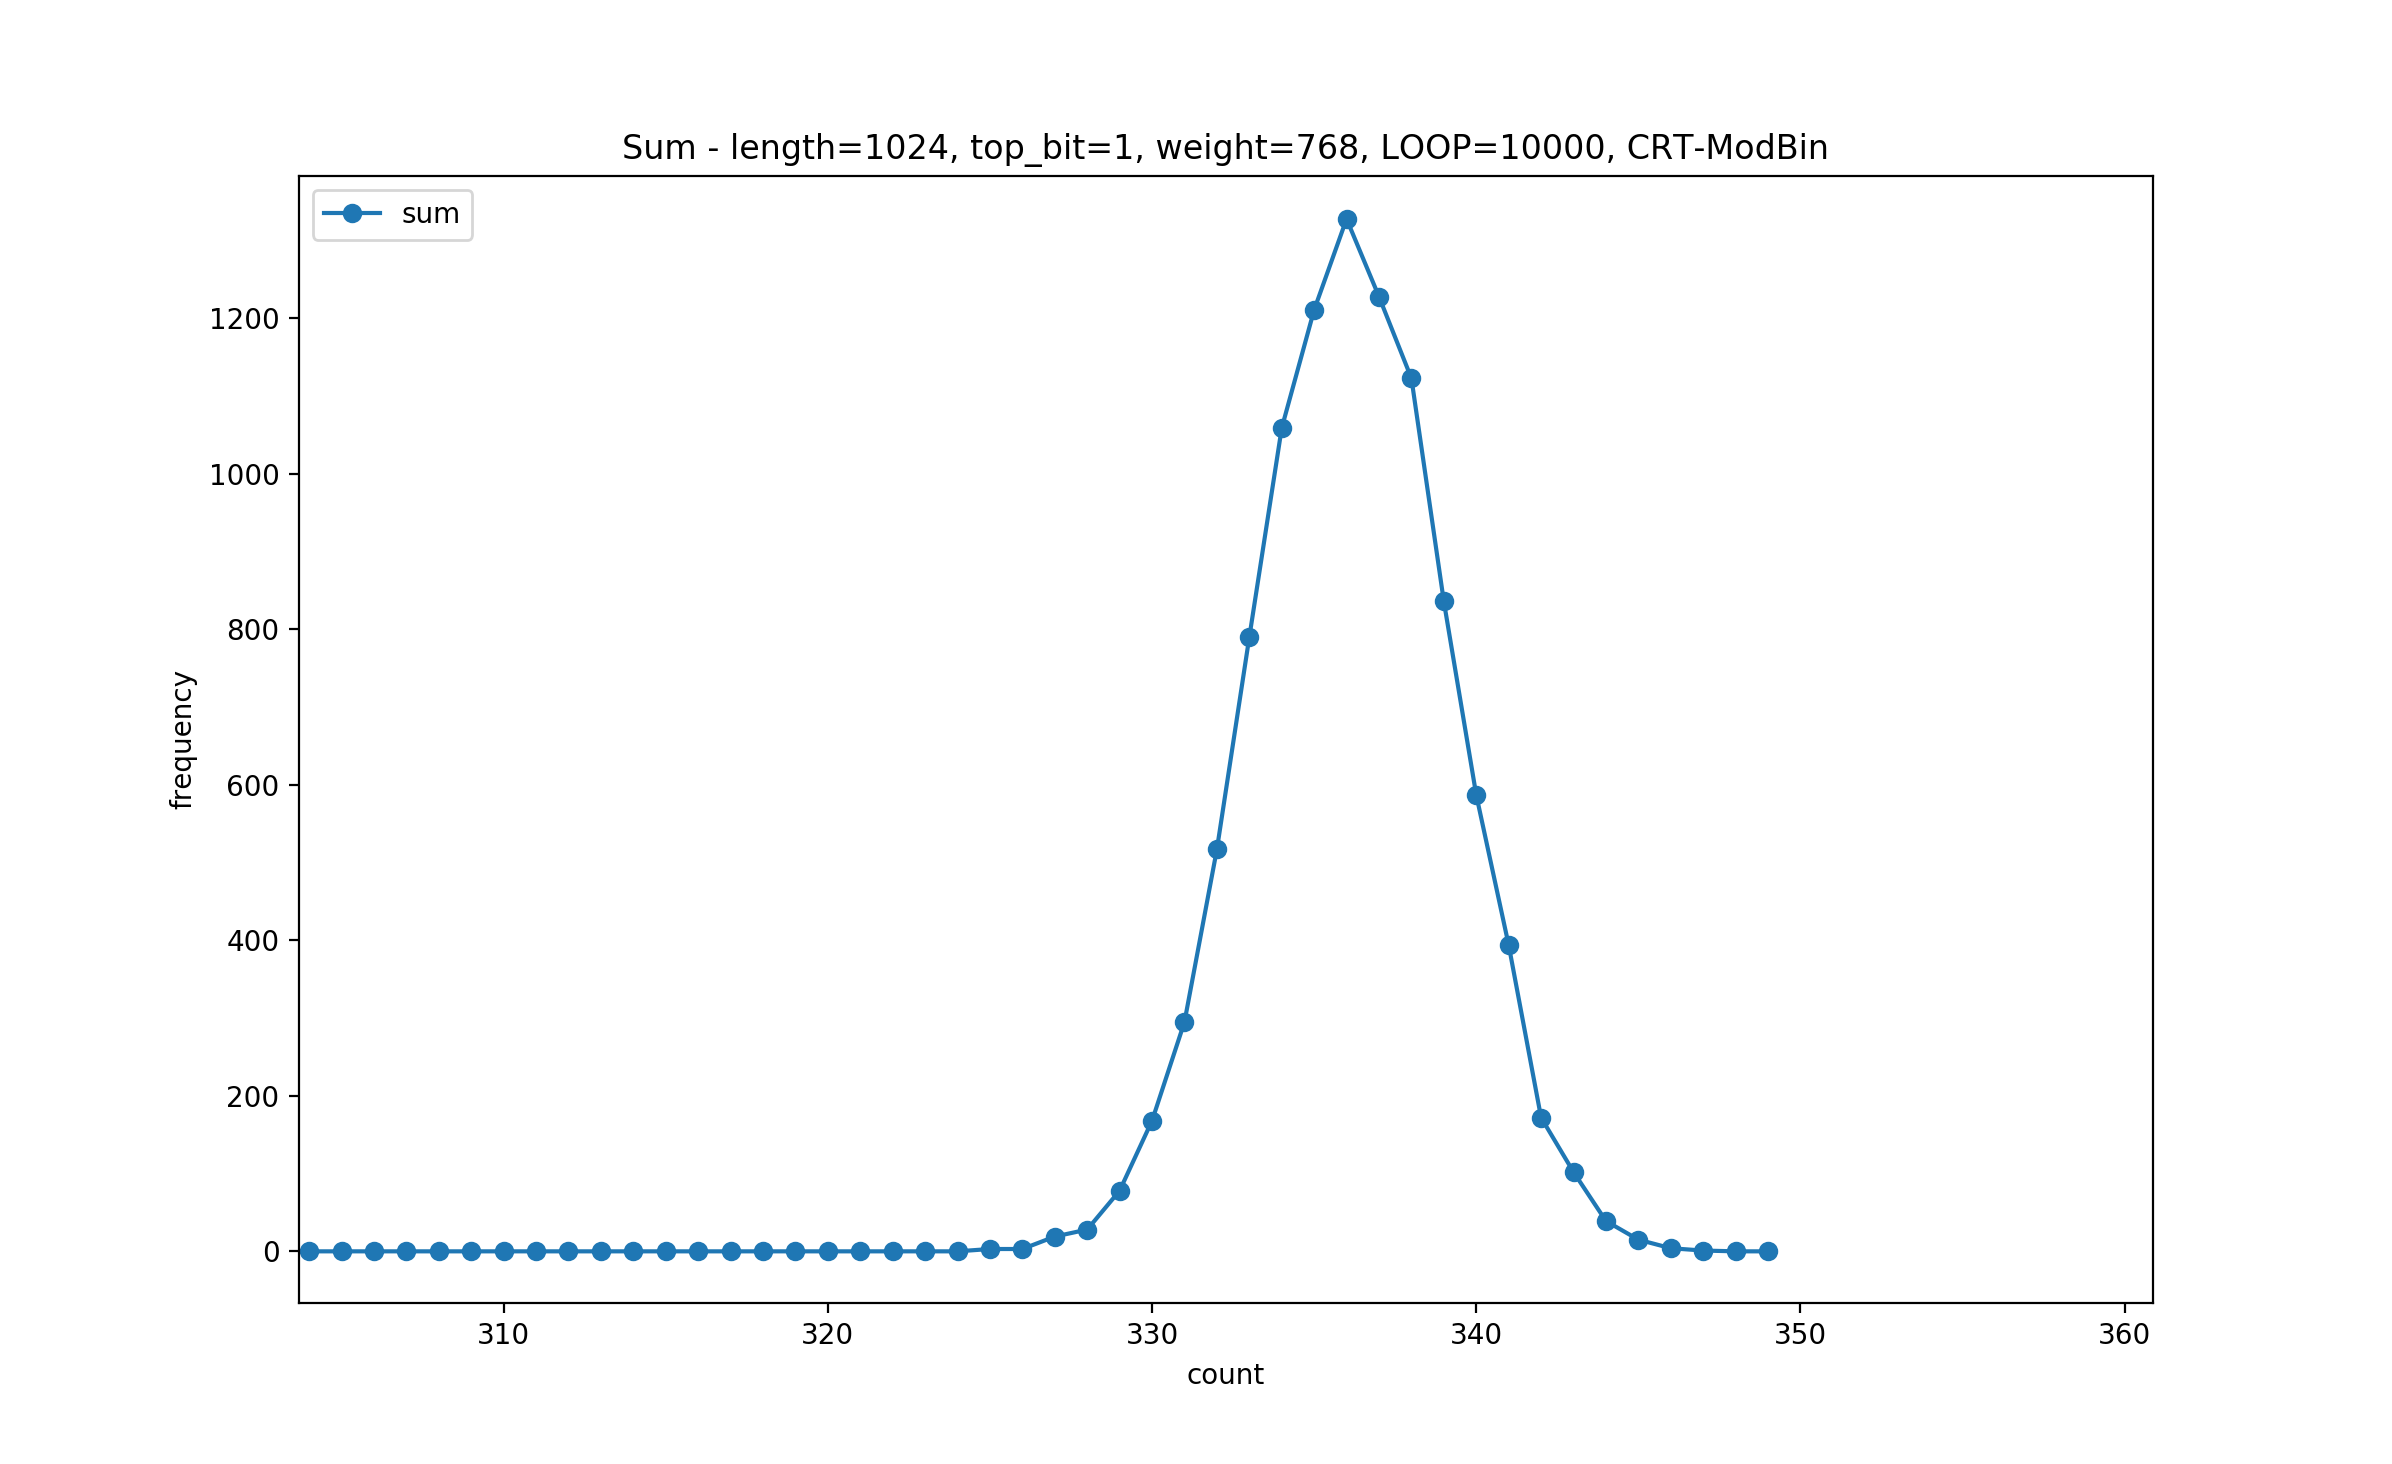 Sum - length=1024, top_bit=1, weight=768, LOOP=10000, CRT-ModBin
sum
1200
1000
800
600
400
200
0
frequency
310 320 330 340 350 360
count